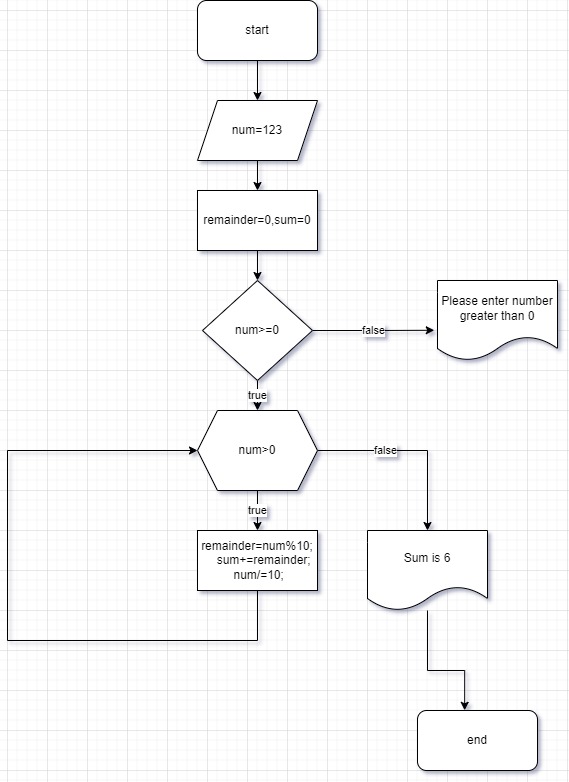 start
num=123
remainder=0,sum=0
num>=0
false
Please enter number
greater than 0
true
num>0
false
true
remainder=num%10;
sum+=remainder;
num/=10;
Sum is 6
end